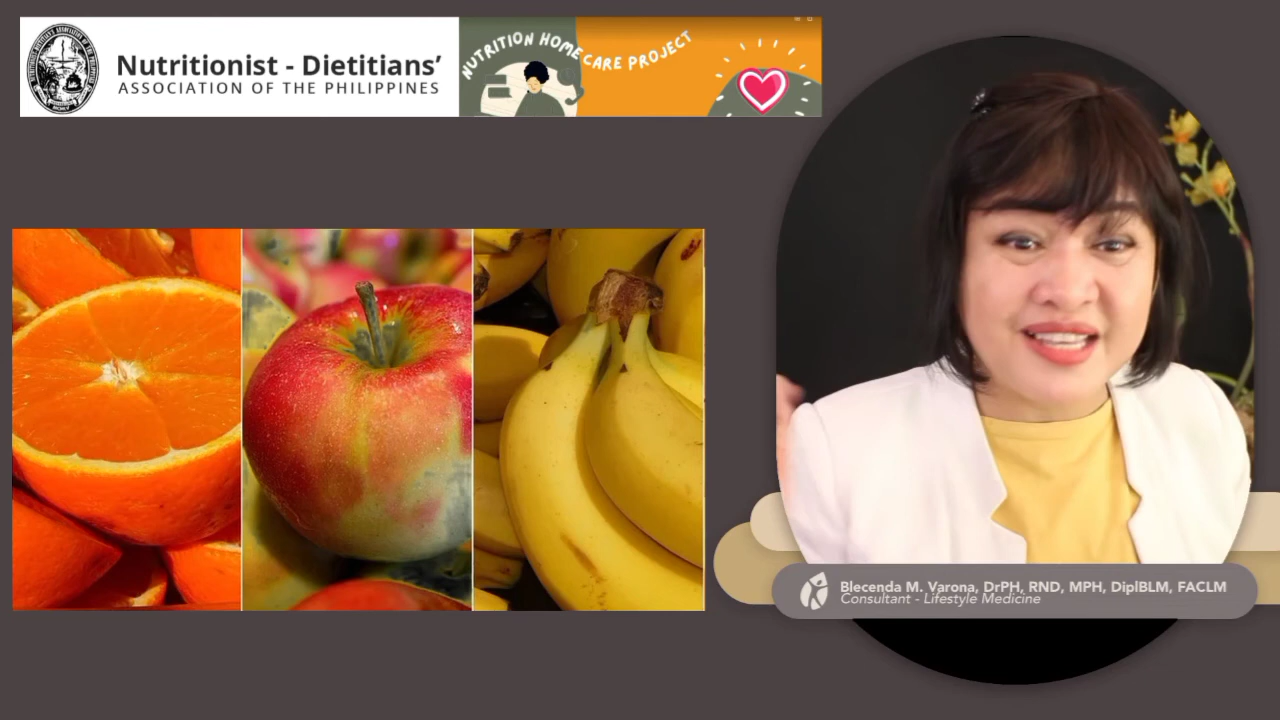 Nutritionist - Dietitians'
ASSOCIATION OF THE PHILIPPINES
NUTRITION HOME CARE PROJECT
Blecenda M. Varona, DrPH, RND, MPH, DiplBLM, FACLM
Consultant - Lifestyle Medicine